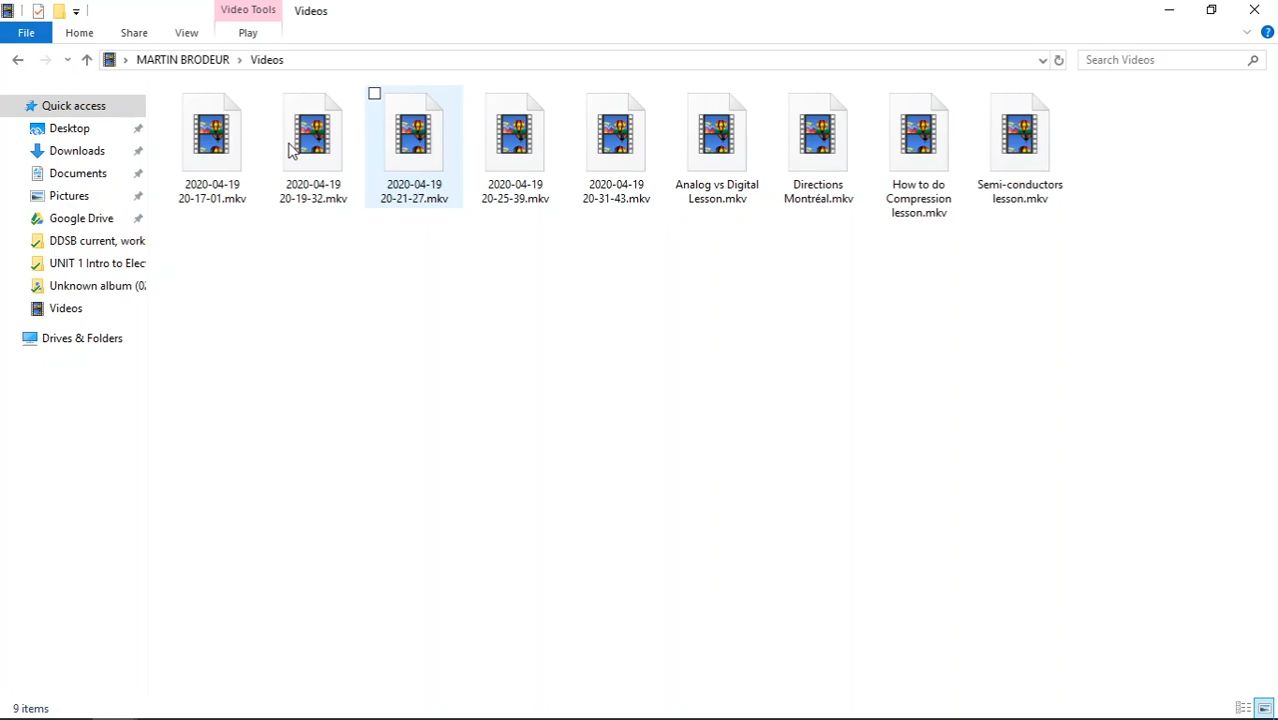 Video Tools
Videos
File
Home
Share
View
Play
MARTIN BRODEUR
Videos
Search Videos
Quick access
Desktop
Downloads
Documents
Pictures
Google Drive
DDSB current, work
UNIT 1 Intro to Elec
Unknown album (02
Videos
Drives & Folders
2020-04-19
20-17-01.mkv
2020-04-19
20-19-32.mkv
2020-04-19
20-21-27.mkv
2020-04-19
20-25-39.mkv
2020-04-19
20-31-43.mkv
Analog vs Digital
Lesson.mkv
Directions
Montréal.mkv
How to do
Compression
lesson.mkv
Semi-conductors
lesson.mkv
9 items